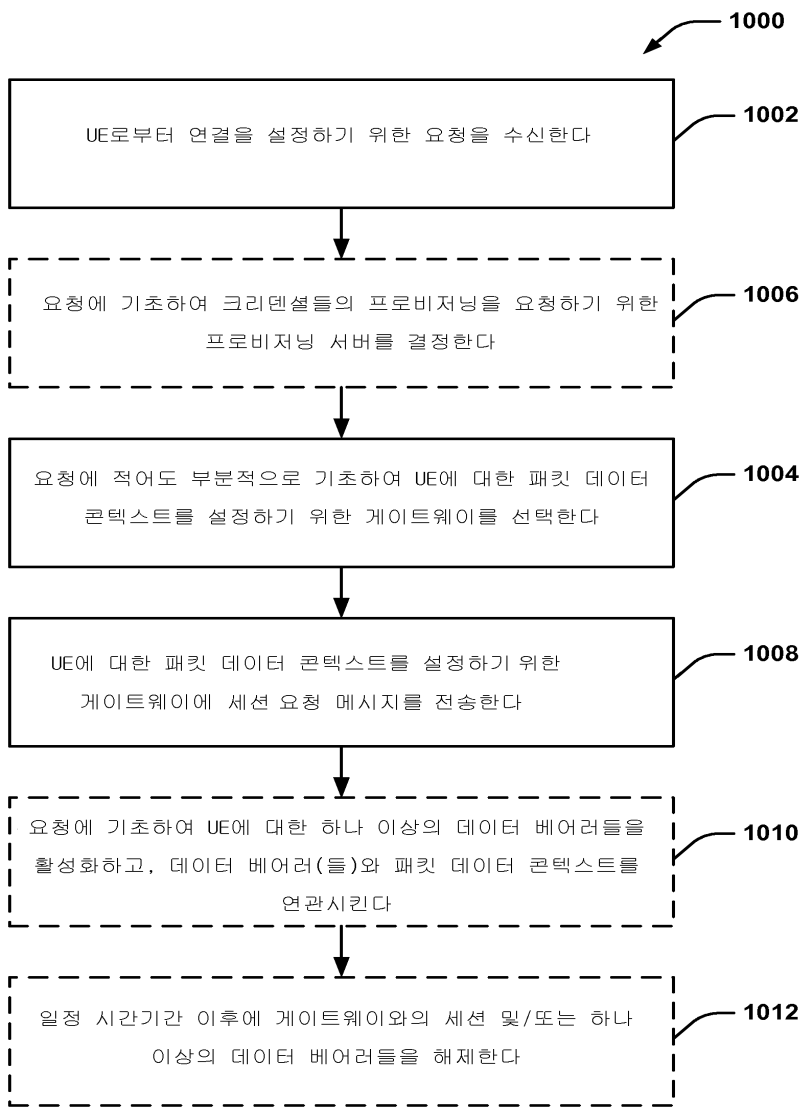 1000
UE로부터 연결을 설정하기 위한 요청을 수신한다
1002
요청에 기초하여 크리덴셜들의 프로비저닝을 요청하기 위한
프로비저닝 서버를 결정한다
1006
요청에 적어도 부분적으로 기초하여 UE에 대한 패킷 데이터
콘텍스트를 설정하기 위한 게이트웨이를 선택한다
1004
UE에 대한 패킷 데이터 콘텍스트를 설정하기 위한
게이트웨이에 세션 요청 메시지를 전송한다
1008
요청에 기초하여 UE에 대한 하나 이상의 데이터 베어러들을
활성화하고, 데이터 베어러(들)와 패킷 데이터 콘텍스트를
연관시킨다
1010
일정 시간기간 이후에 게이트웨이와의 세션 및/또는 하나
이상의 데이터 베어러들을 해제한다
1012